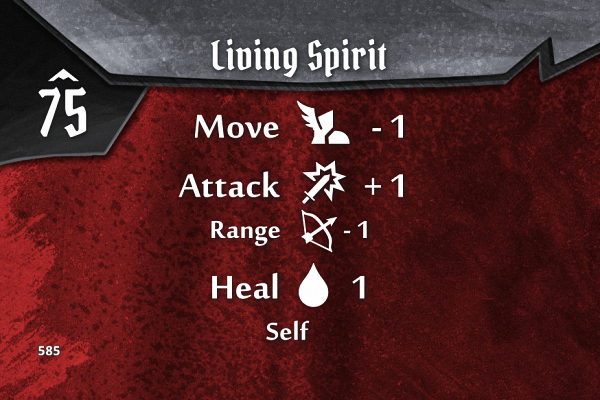 Living Spirit
75
Move - 1
Attack + 1
Range - 1
Heal 1
Self
585